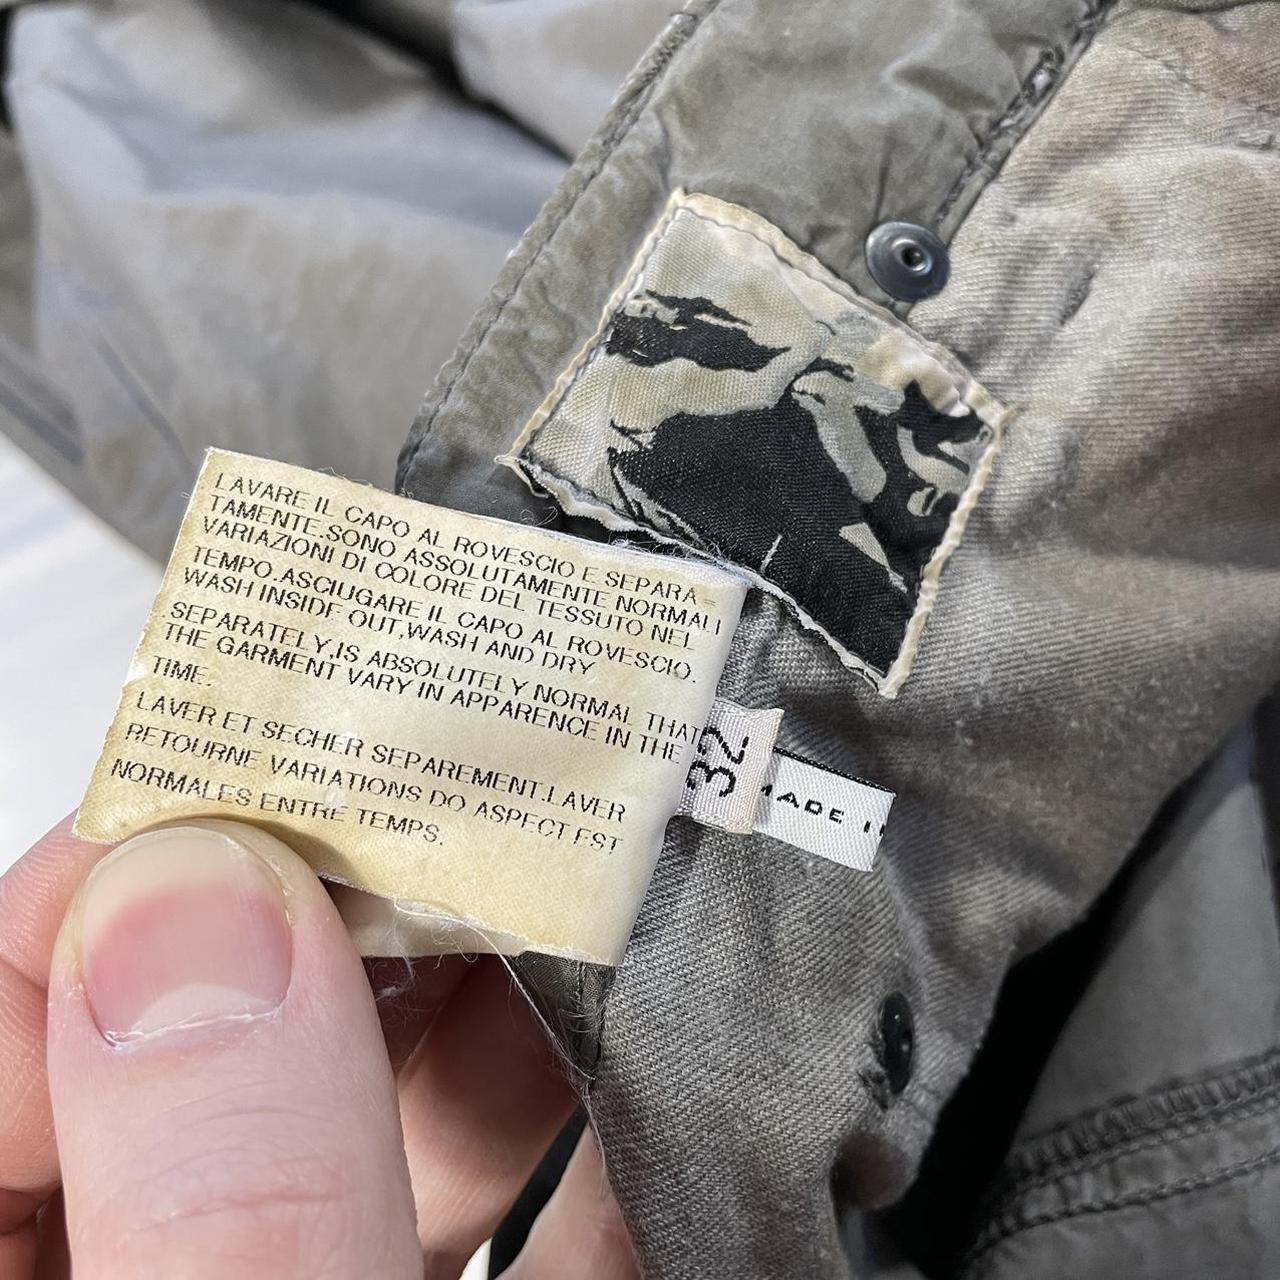 LAVARE IL CAPO AL ROVESCIO E SEPARA=
TAMENTE.SONO ASSOLUTAMENTE NORMALI
VARIAZIONI DI COLORE DEL TESSUTO NEL
TEMPO.ASCIUGARE IL CAPO AL ROVESCIO.
WASH INSIDE OUT,WASH AND DRY
SEPARATELY,IS ABSOLUTELY NORMAL THAT
THE GARMENT VARY IN APPARENCE IN THE
TIME.
LAVER ET SECHER SEPAREMENT.LAVER
RETOURNE VARIATIONS DO ASPECT EST
NORMALES ENTRE TEMPS.
32
MADE I